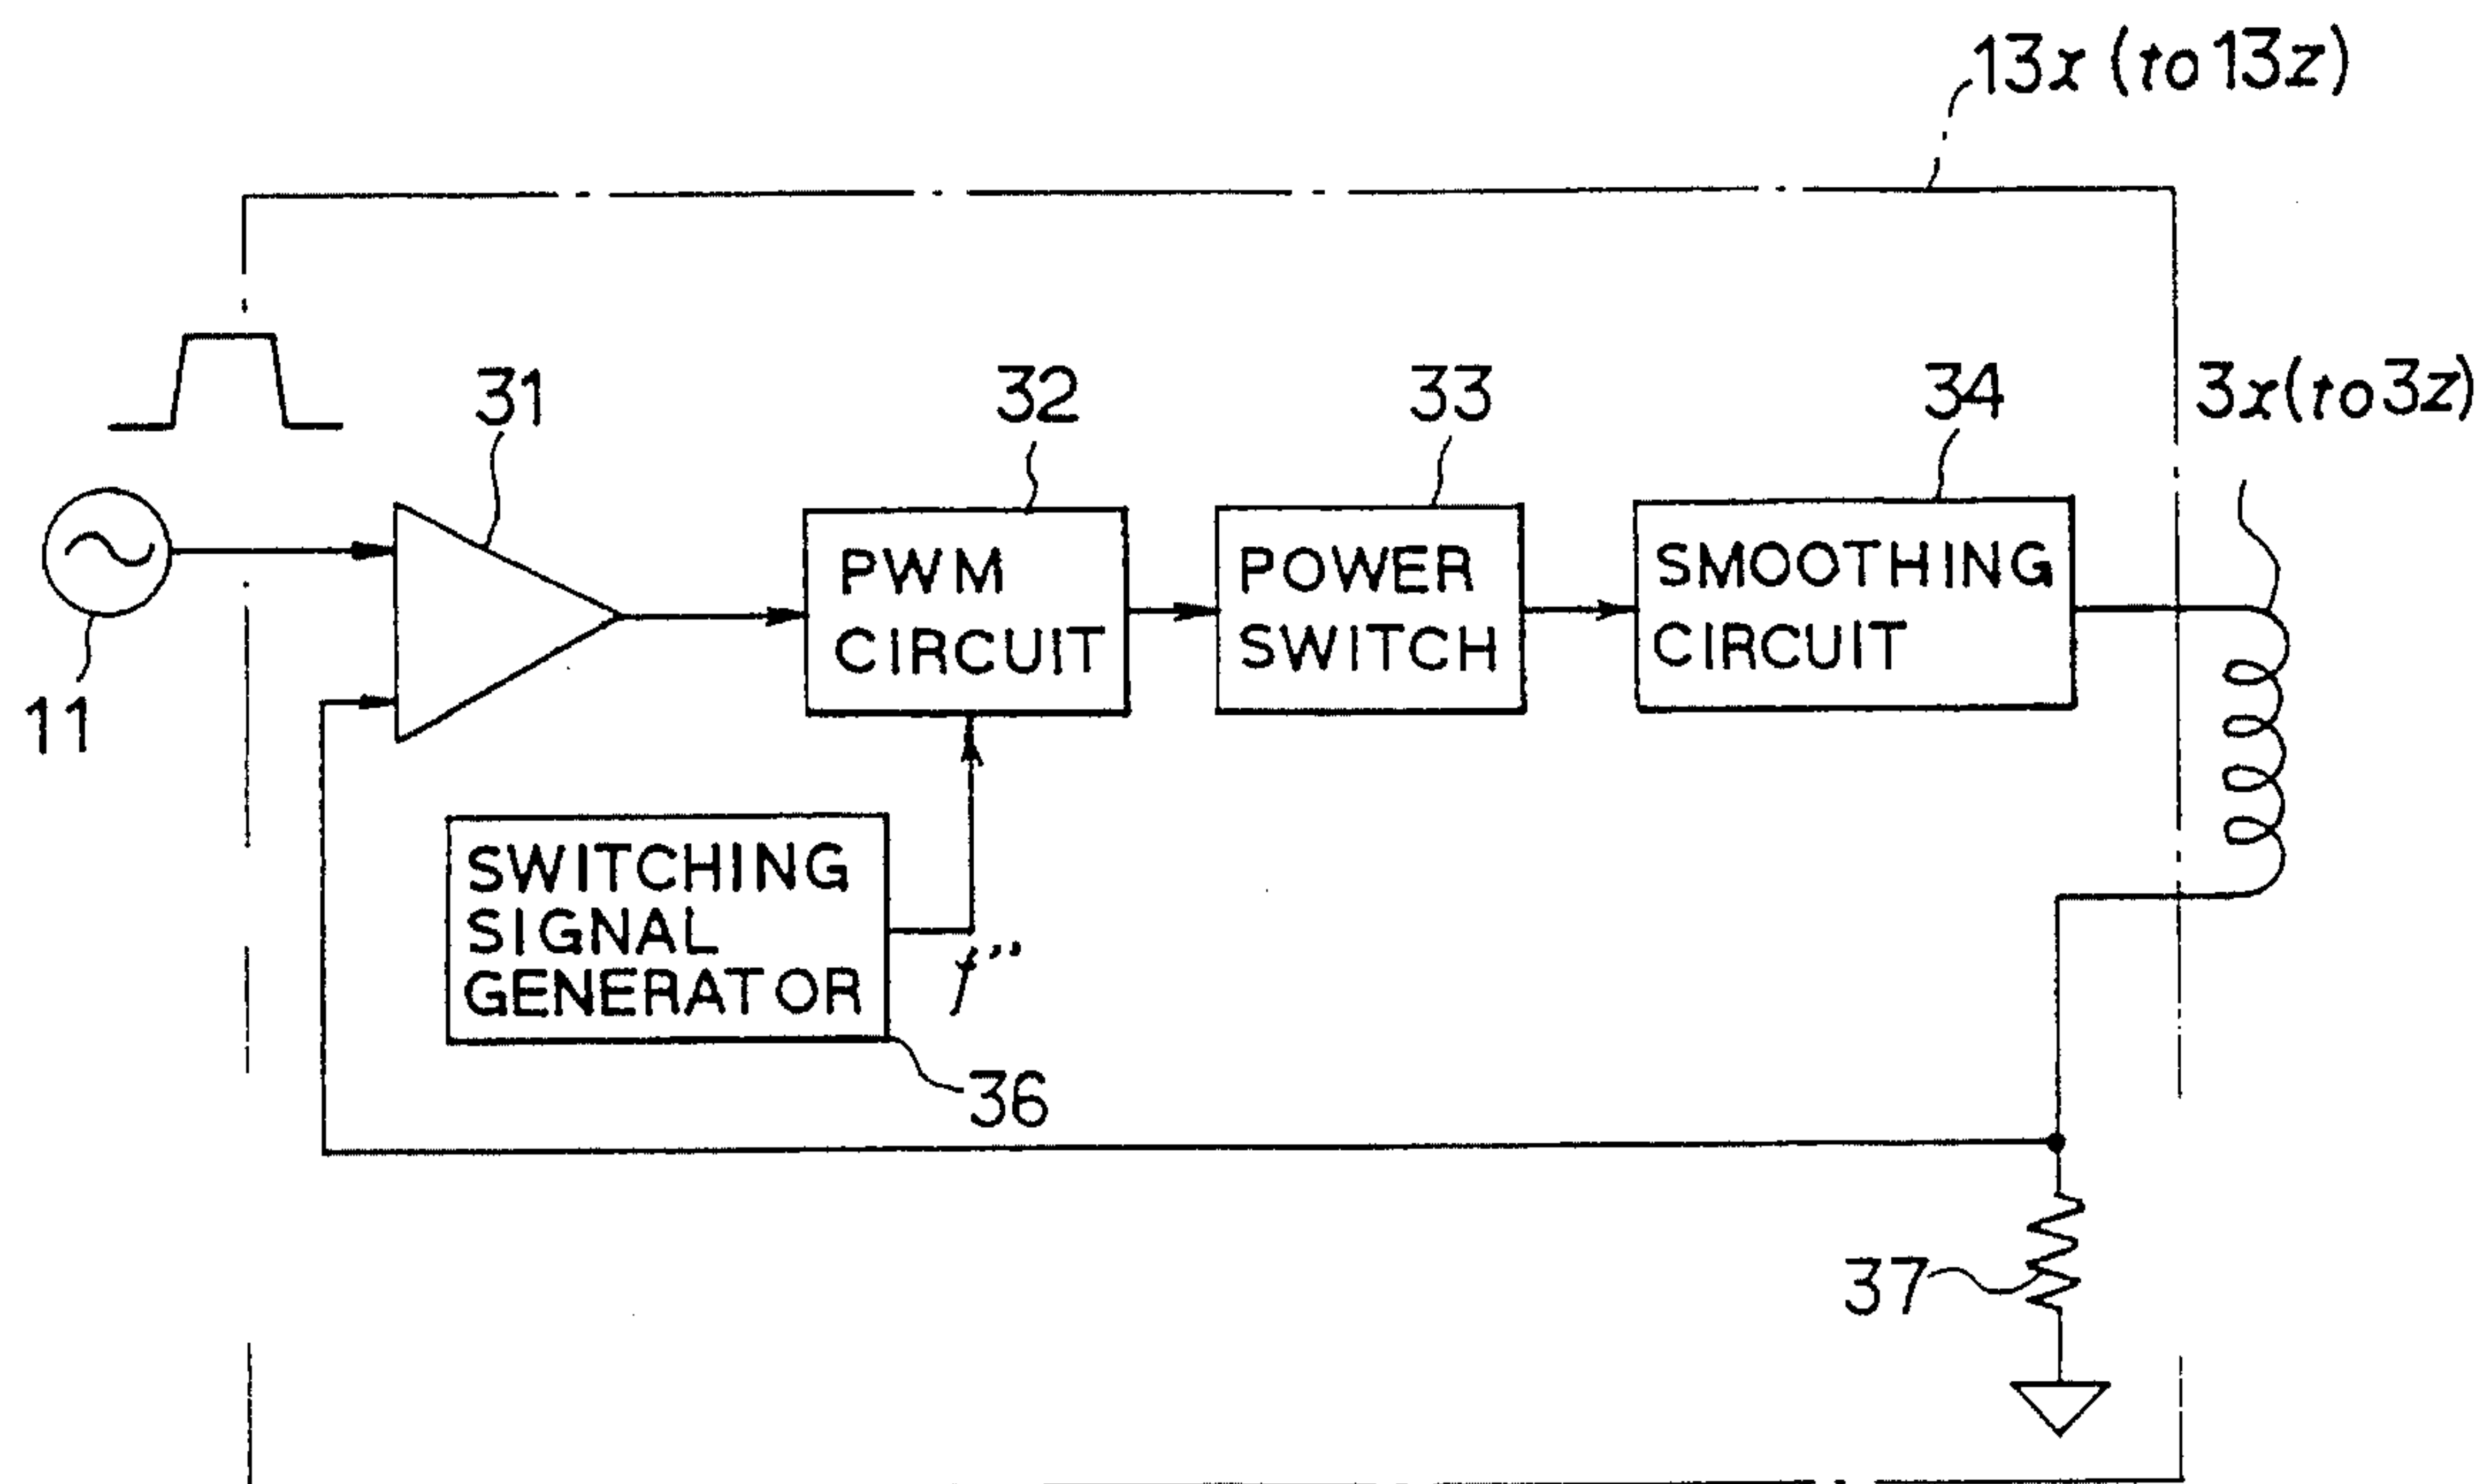 13x (to 13z)
31
32
33
34
3x(to 3z)
PWM
CIRCUIT
POWER
SWITCH
SMOOTHING
CIRCUIT
11
SWITCHING
SIGNAL
GENERATOR
f''
36
37